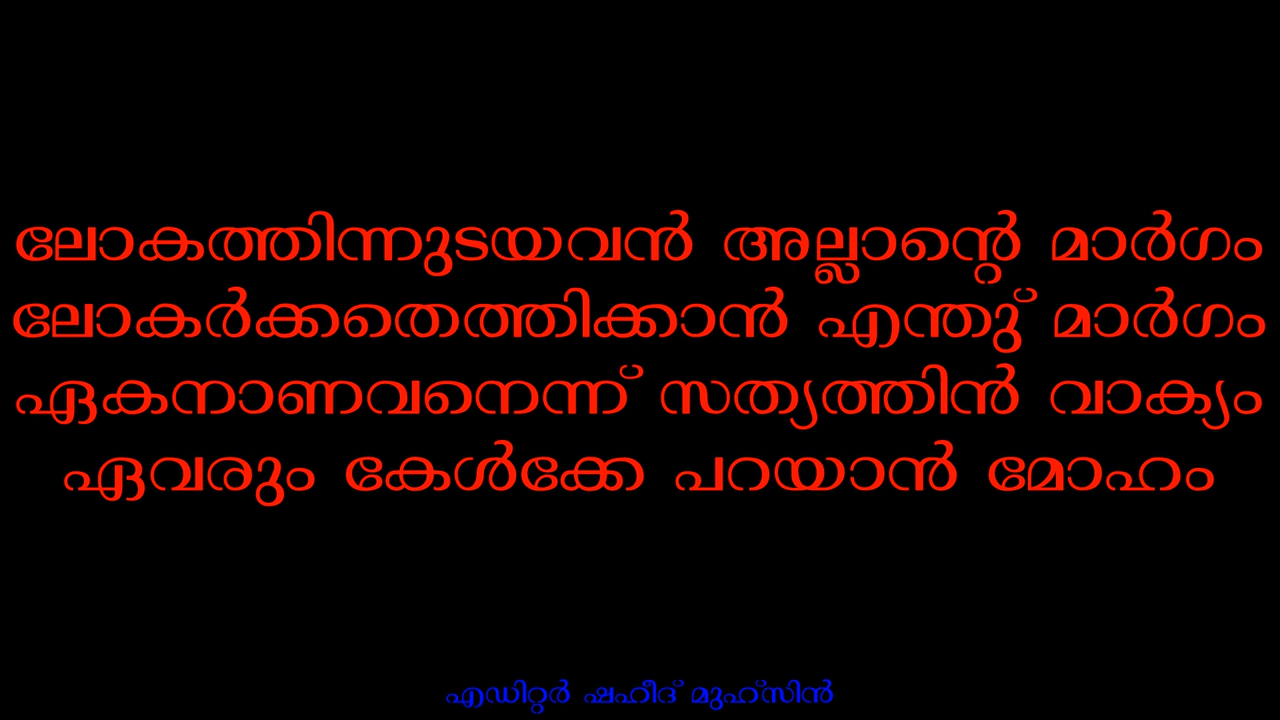 ലോകത്തിന്നുടയവൻ അല്ലാന്റെ മാർഗം
ലോകർക്കതെത്തിക്കാൻ എന്തു് മാർഗം
ഏകനാണവനെന്ന് സത്യത്തിൻ വാക്യം
ഏവരും കേൾക്കേ പറയാൻ മോഹം
എഡിറ്റർ ഷഹീദ് മുഹ്സിൻ